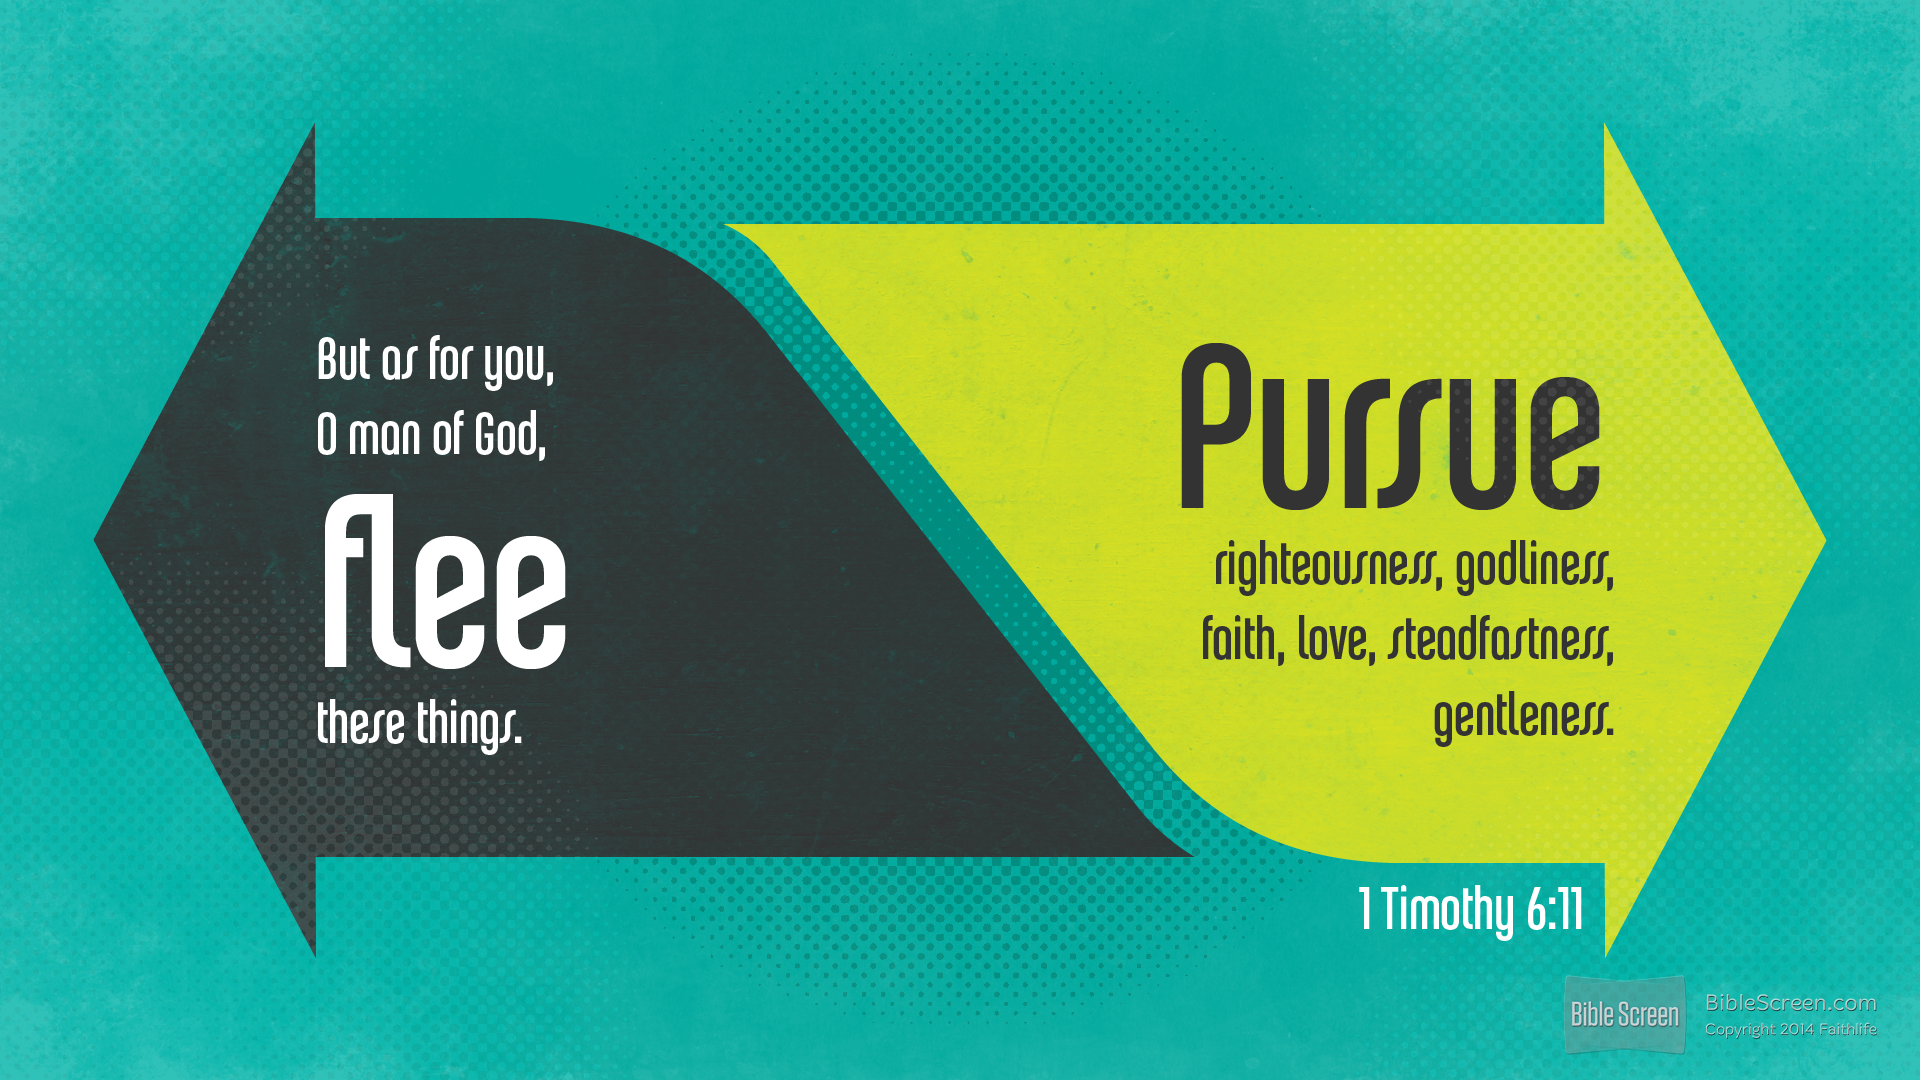 But as for you,
O man of God,
flee
these things.
Pursue
righteousness, godliness,
faith, love, steadfastness,
gentleness.
1 Timothy 6:11
Bible Screen
BibleScreen.com
Copyright 2014 Faithlife